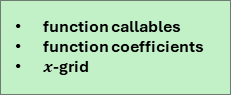 • function callables
• function coefficients
• x-grid